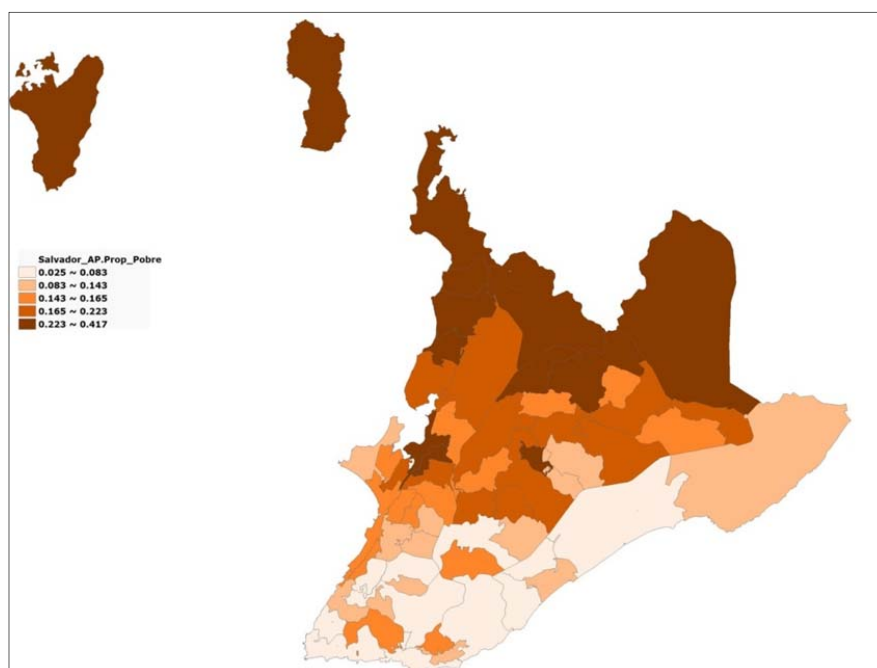 Salvador_AP.Prop_Pobre
0.025 ~ 0.083
0.083 ~ 0.143
0.143 ~ 0.165
0.165 ~ 0.223
0.223 ~ 0.417